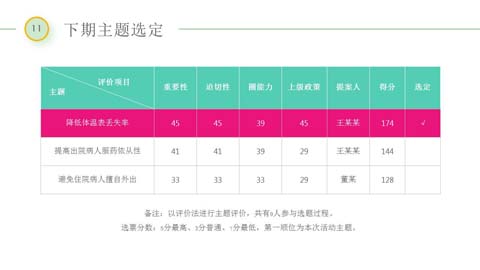 11
下期主题选定
评价项目 重要性 迫切性 圈能力 上级政策 提案人 得分 选定
主题
降低体温表丢失率 45 45 39 45 王某某 174 √
提高出院病人服药依从性 41 41 39 29 王某某 144
避免住院病人擅自外出 33 33 33 29 董某 128
备注：以评价法进行主题评价，共有9人参与选题过程。
选票分数：5分最高、3分普通、1分最低，第一顺位为本次活动主题。